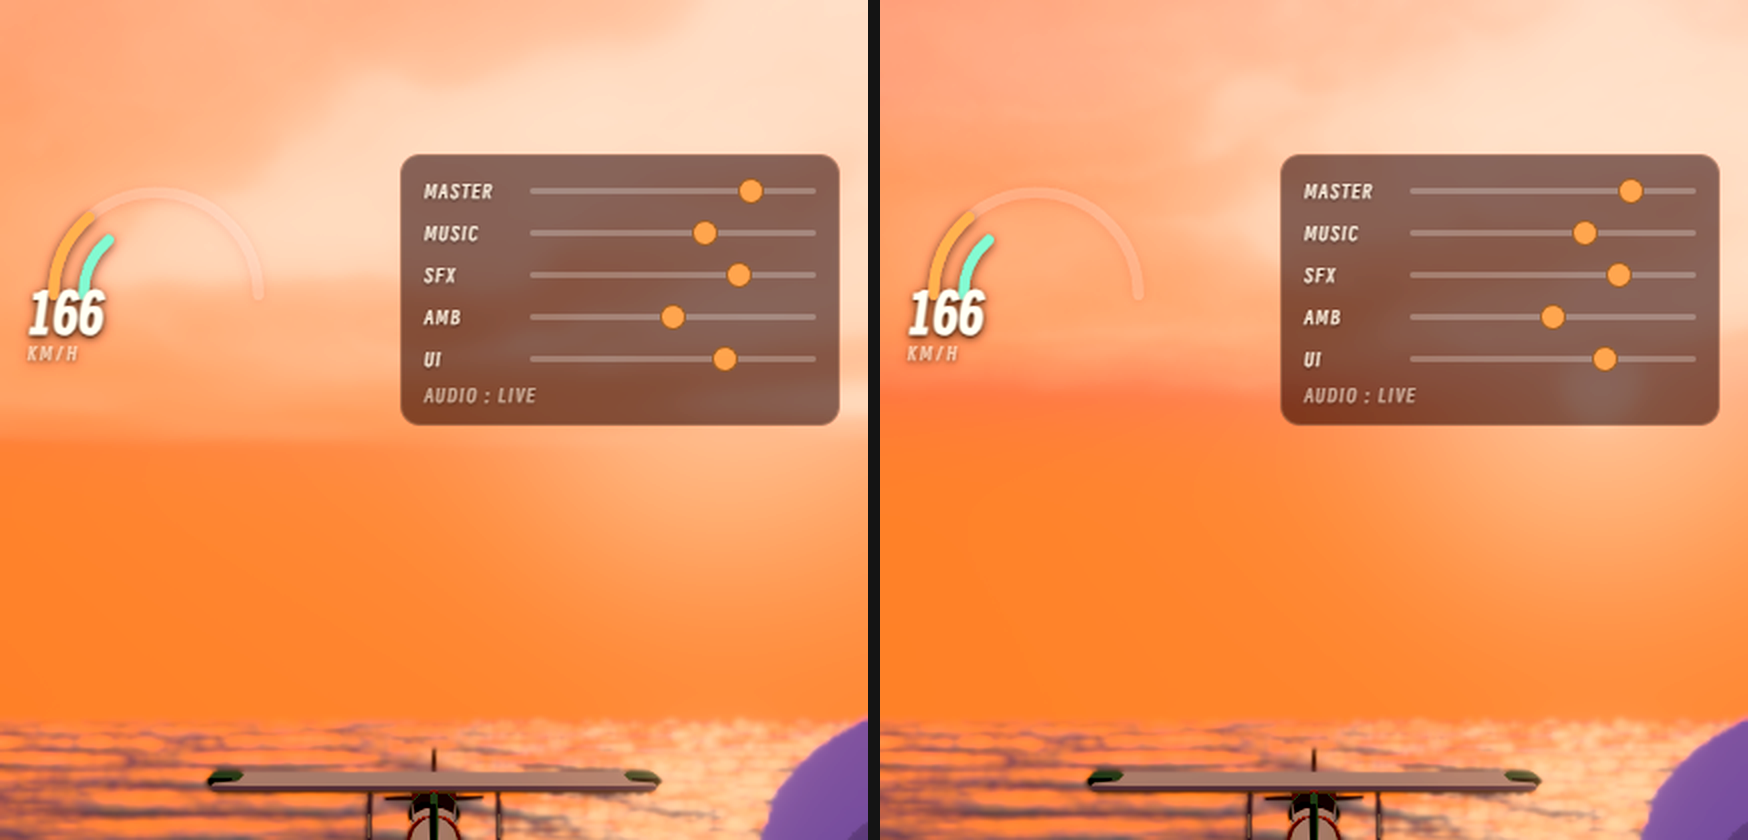 MASTER
MUSIC
SFX
166
AMB
KM/H
UI
AUDIO : LIVE
MASTER
MUSIC
SFX
166
AMB
KM/H
UI
AUDIO : LIVE